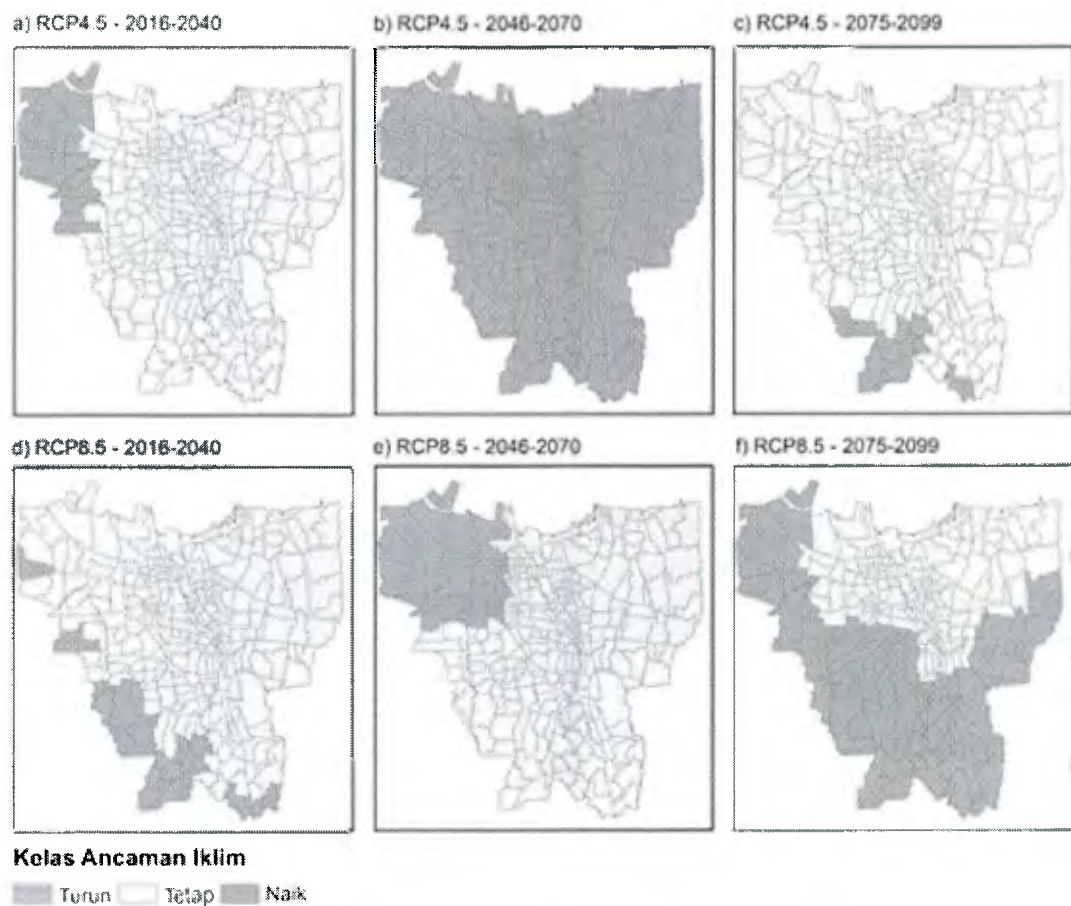 a) RCP4.5 - 2016-2040
b) RCP4.5 - 2046-2070
c) RCP4.5 - 2075-2099
d) RCP8.5 - 2016-2040
e) RCP8.5 - 2046-2070
f) RCP8.5 - 2075-2099
Kelas Ancaman Iklim
Turun Tetap Naik